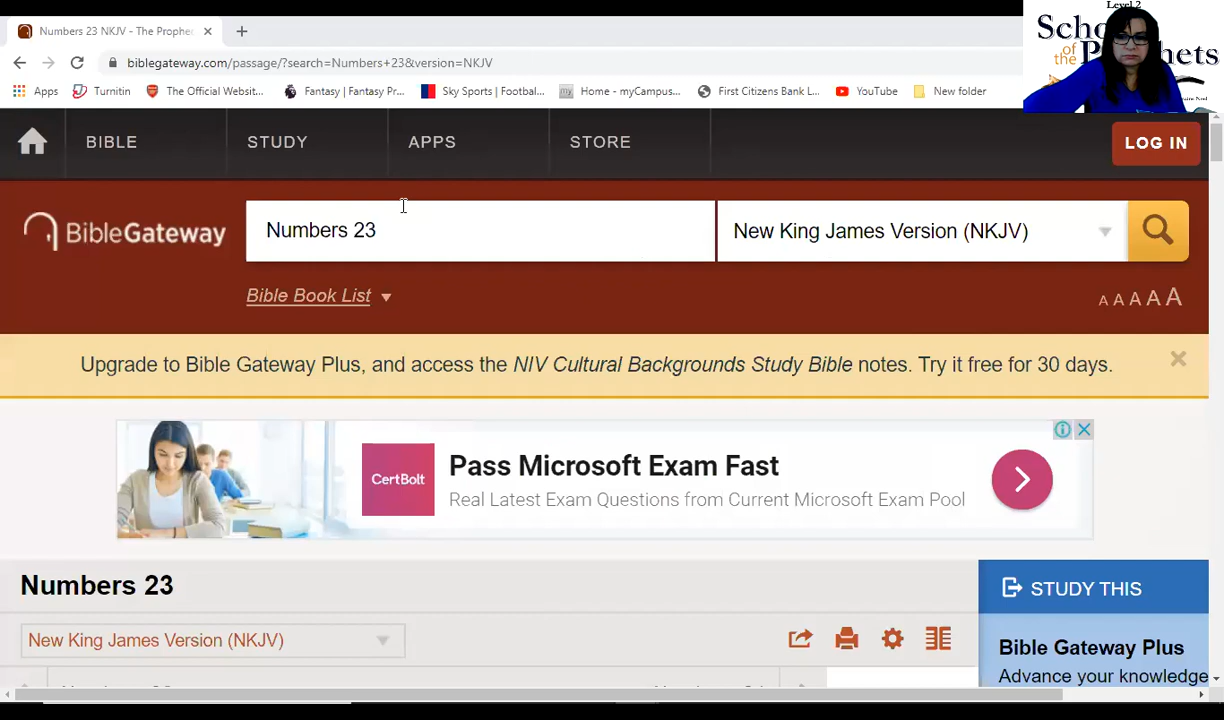 Level 2
Numbers 23 NKJV - The Prophe
Scho
of the Prophets
biblegateway.com/passage/?search=Numbers+23&version=NKJV
Apps Turnitin The Official Websit... Fantasy | Fantasy Pr... Sky Sports | Footbal... Home - myCampus... First Citizens Bank L... YouTube New folder
BIBLE STUDY APPS STORE LOG IN
BibleGateway Numbers 23 New King James Version (NKJV)
Bible Book List A A A A A
Upgrade to Bible Gateway Plus, and access the NIV Cultural Backgrounds Study Bible notes. Try it free for 30 days.
CertBolt
Pass Microsoft Exam Fast
Real Latest Exam Questions from Current Microsoft Exam Pool
Numbers 23
STUDY THIS
New King James Version (NKJV)
Bible Gateway Plus
Advance your knowledge